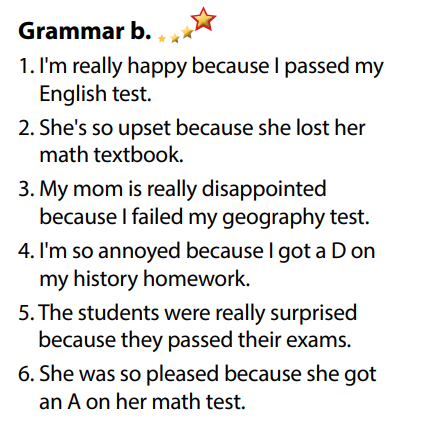 Grammar b.
1. I'm really happy because I passed my
English test.
2. She's so upset because she lost her
math textbook.
3. My mom is really disappointed
because I failed my geography test.
4. I'm so annoyed because I got a D on
my history homework.
5. The students were really surprised
because they passed their exams.
6. She was so pleased because she got
an A on her math test.